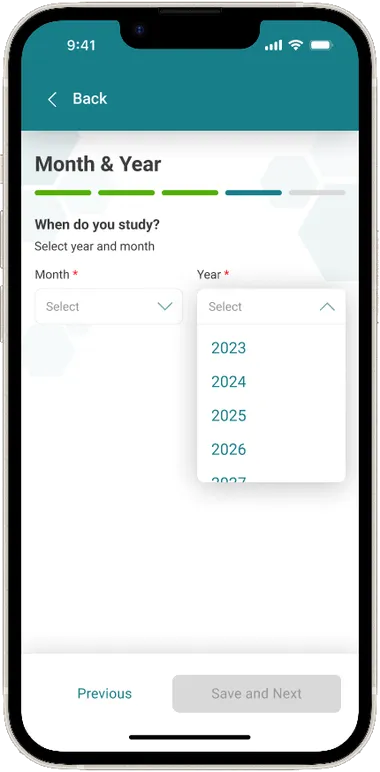 9:41
Back
Month & Year
When do you study?
Select year and month
Month * Year *
Select Select
2023
2024
2025
2026
2027
Previous Save and Next